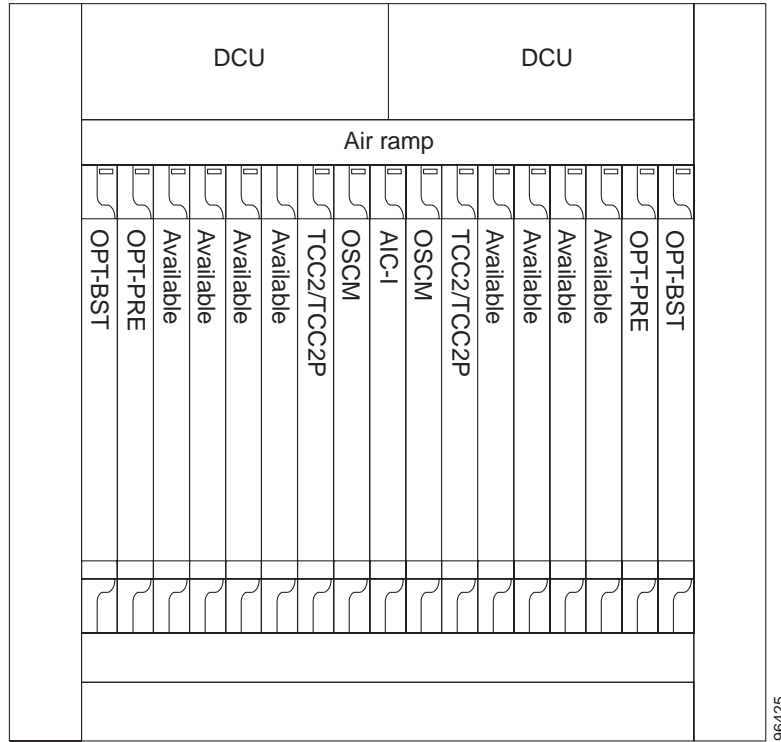 DCU
DCU
Air ramp
OPT-BST
OPT-PRE
Available
Available
Available
Available
TCC2/TCC2P
OSCM
AIC-I
OSCM
TCC2/TCC2P
Available
Available
Available
Available
OPT-PRE
OPT-BST
96425